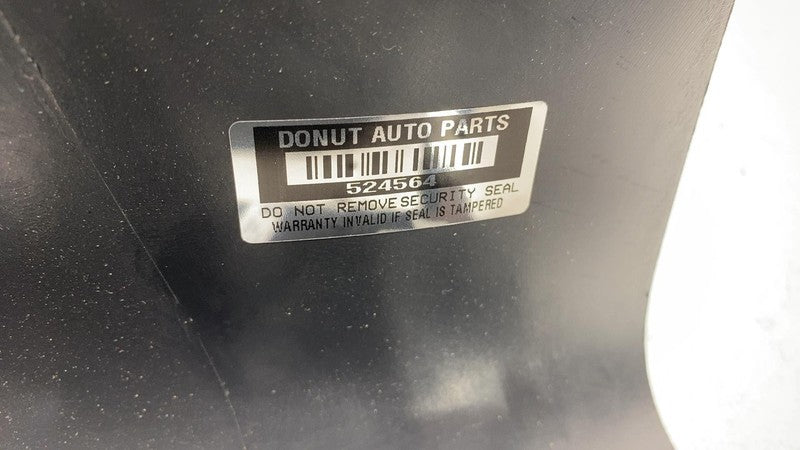 DONUT AUTO PARTS
524564
DO NOT REMOVE SECURITY SEAL
WARRANTY INVALID IF SEAL IS TAMPERED